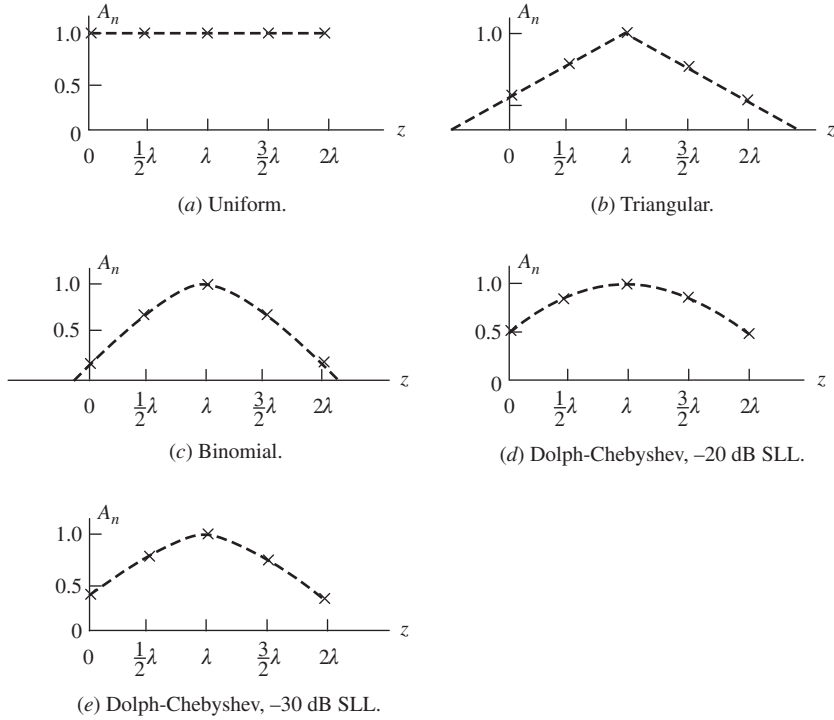 A_n
1.0
0.5
0
z
0 1/2λ λ 3/2λ 2λ
(a) Uniform.
A_n
1.0
z
0 1/2λ λ 3/2λ 2λ
(b) Triangular.
A_n
1.0
0.5
z
0 1/2λ λ 3/2λ 2λ
(c) Binomial.
A_n
1.0
0.5
0
z
0 1/2λ λ 3/2λ 2λ
(d) Dolph-Chebyshev, –20 dB SLL.
A_n
1.0
0.5
0
z
0 1/2λ λ 3/2λ 2λ
(e) Dolph-Chebyshev, –30 dB SLL.